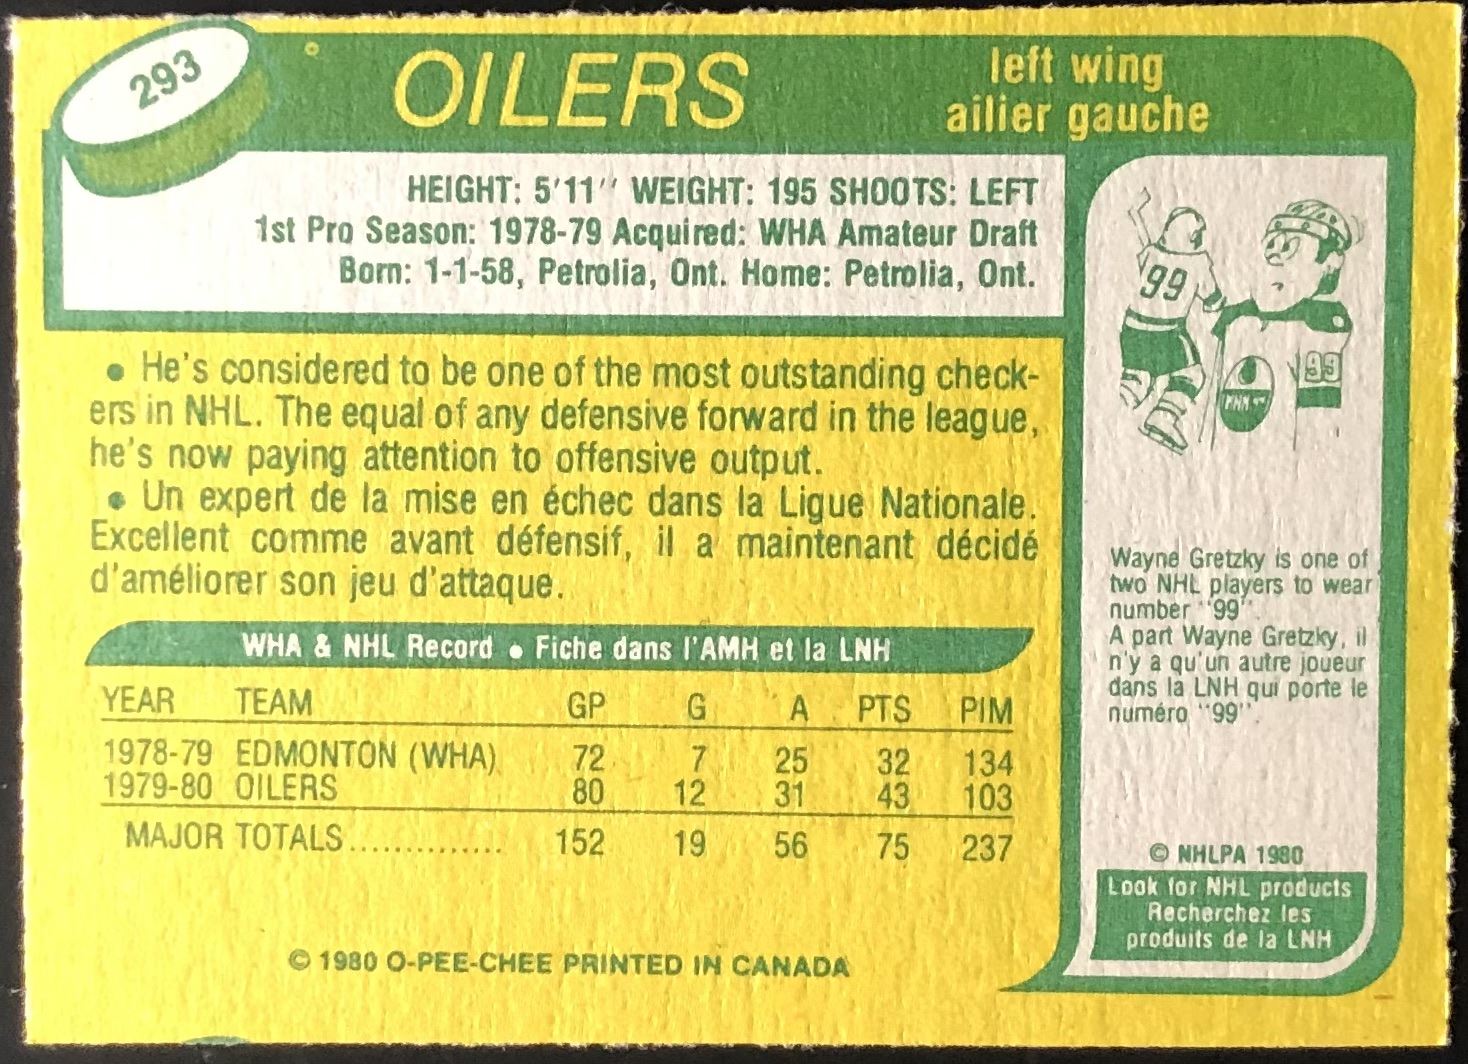 293
OILERS
left wing
ailier gauche
HEIGHT: 5'11'' WEIGHT: 195 SHOOTS: LEFT
1st Pro Season: 1978-79 Acquired: WHA Amateur Draft
Born: 1-1-58, Petrolia, Ont. Home: Petrolia, Ont.
• He's considered to be one of the most outstanding check-
ers in NHL. The equal of any defensive forward in the league,
he's now paying attention to offensive output.
• Un expert de la mise en échec dans la Ligue Nationale.
Excellent comme avant défensif, il a maintenant décidé
d'améliorer son jeu d'attaque.
WHA & NHL Record • Fiche dans l'AMH et la LNH
YEAR TEAM GP G A PTS PIM
1978-79 EDMONTON (WHA) 72 7 25 32 134
1979-80 OILERS 80 12 31 43 103
MAJOR TOTALS.............. 152 19 56 75 237
© 1980 O-PEE-CHEE PRINTED IN CANADA
99
99
Wayne Gretzky is one of
two NHL players to wear
number ''99''.
A part Wayne Gretzky, il
n'y a qu'un autre joueur
dans la LNH qui porte le
numéro ''99''.
© NHLPA 1980
Look for NHL products
Recherchez les
produits de la LNH